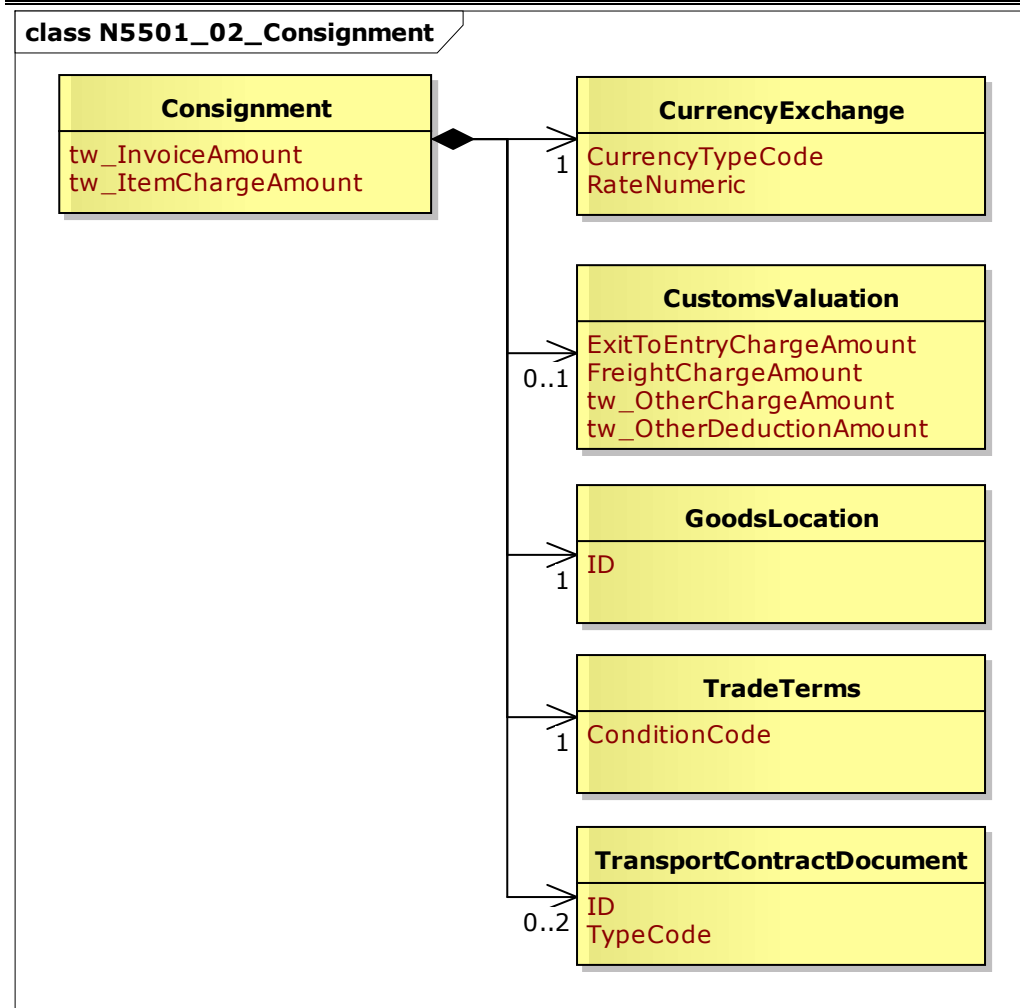 class N5501_02_Consignment
Consignment
tw_InvoiceAmount
tw_ItemChargeAmount
CurrencyExchange
CurrencyTypeCode
RateNumeric
1
CustomsValuation
ExitToEntryChargeAmount
FreightChargeAmount
tw_OtherChargeAmount
tw_OtherDeductionAmount
0..1
GoodsLocation
ID
1
TradeTerms
ConditionCode
1
TransportContractDocument
ID
TypeCode
0..2